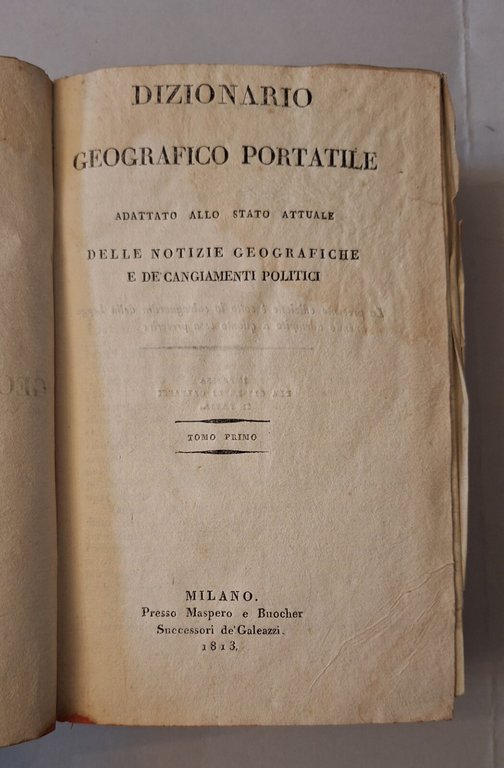 DIZIONARIO
GEOGRAFICO PORTATILE
ADATTATO ALLO STATO ATTUALE
DELLE NOTIZIE GEOGRAFICHE
E DE' CANGIAMENTI POLITICI
TOMO PRIMO
MILANO.
Presso Maspero e Buocher
Successori de' Galeazzi.
1813.